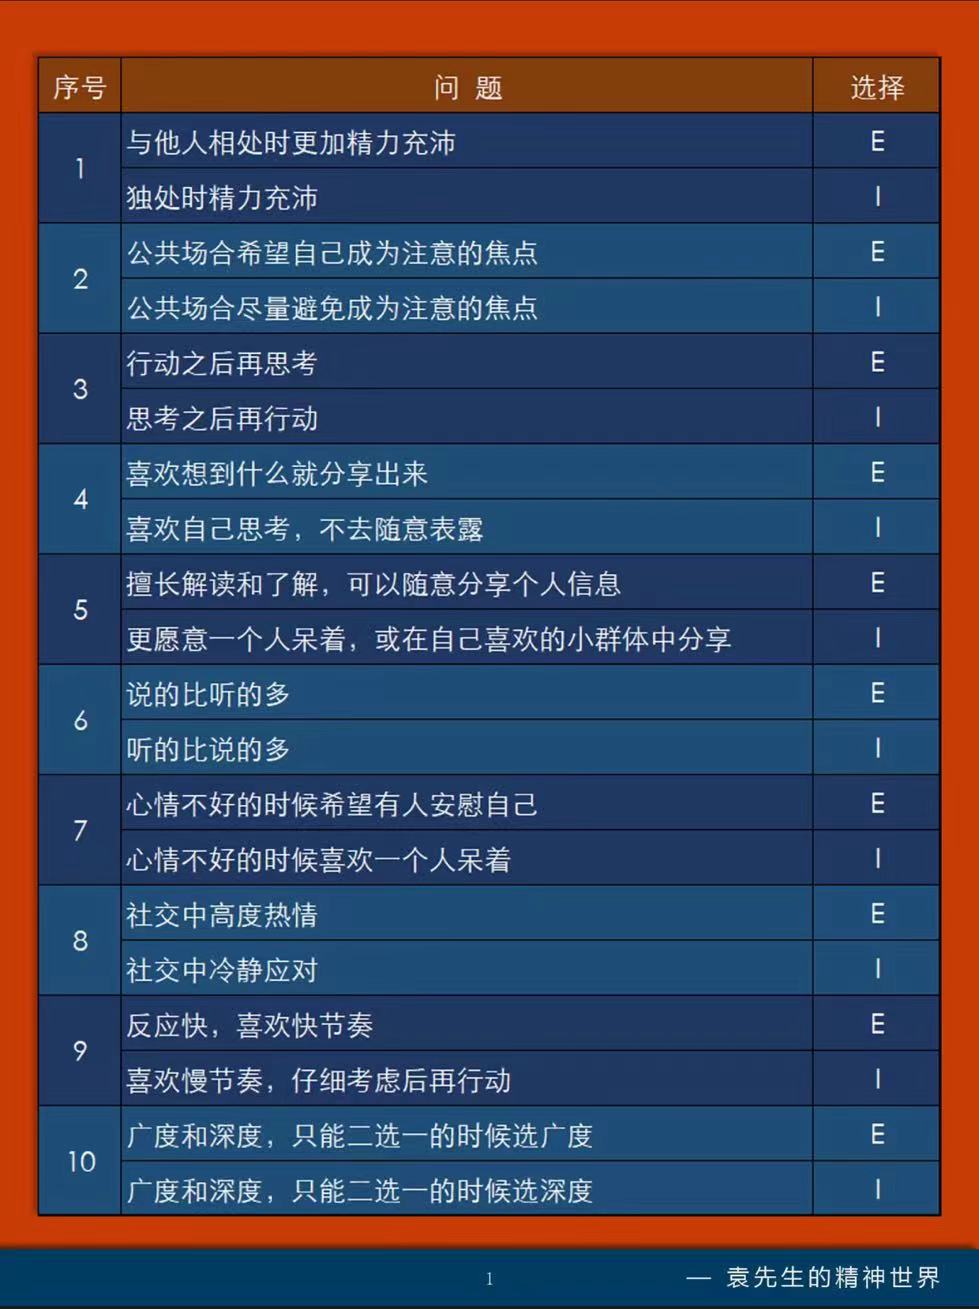 序号 问 题 选择
1
与他人相处时更加精力充沛 E
独处时精力充沛 I
2
公共场合希望自己成为注意的焦点 E
公共场合尽量避免成为注意的焦点 I
3
行动之后再思考 E
思考之后再行动 I
4
喜欢想到什么就分享出来 E
喜欢自己思考，不去随意表露 I
5
擅长解读和了解，可以随意分享个人信息 E
更愿意一个人呆着，或在自己喜欢的小群体中分享 I
6
说的比听的多 E
听的比说的多 I
7
心情不好的时候希望有人安慰自己 E
心情不好的时候喜欢一个人呆着 I
8
社交中高度热情 E
社交中冷静应对 I
9
反应快，喜欢快节奏 E
喜欢慢节奏，仔细考虑后再行动 I
10
广度和深度，只能二选一的时候选广度 E
广度和深度，只能二选一的时候选深度 I
1 — 袁先生的精神世界